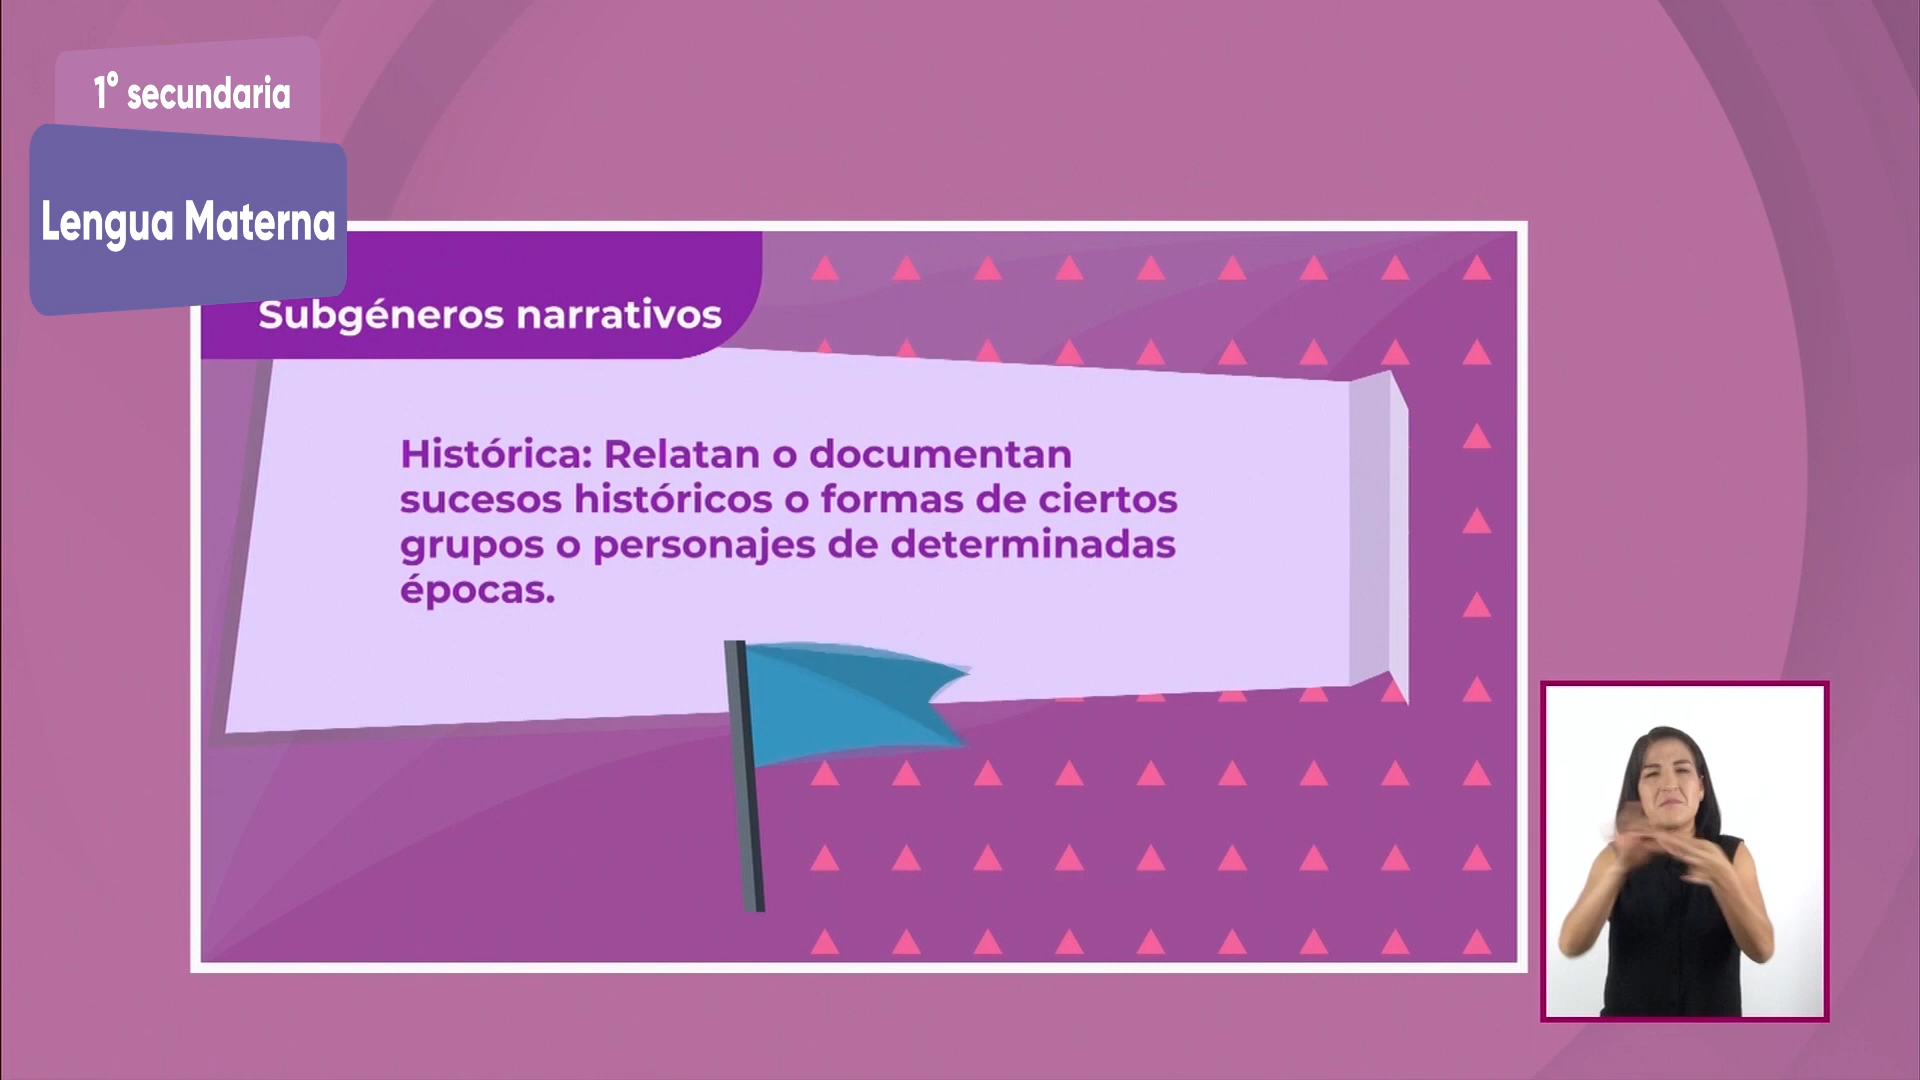 1° secundaria
Lengua Materna
Subgéneros narrativos
Histórica: Relatan o documentan
sucesos históricos o formas de ciertos
grupos o personajes de determinadas
épocas.